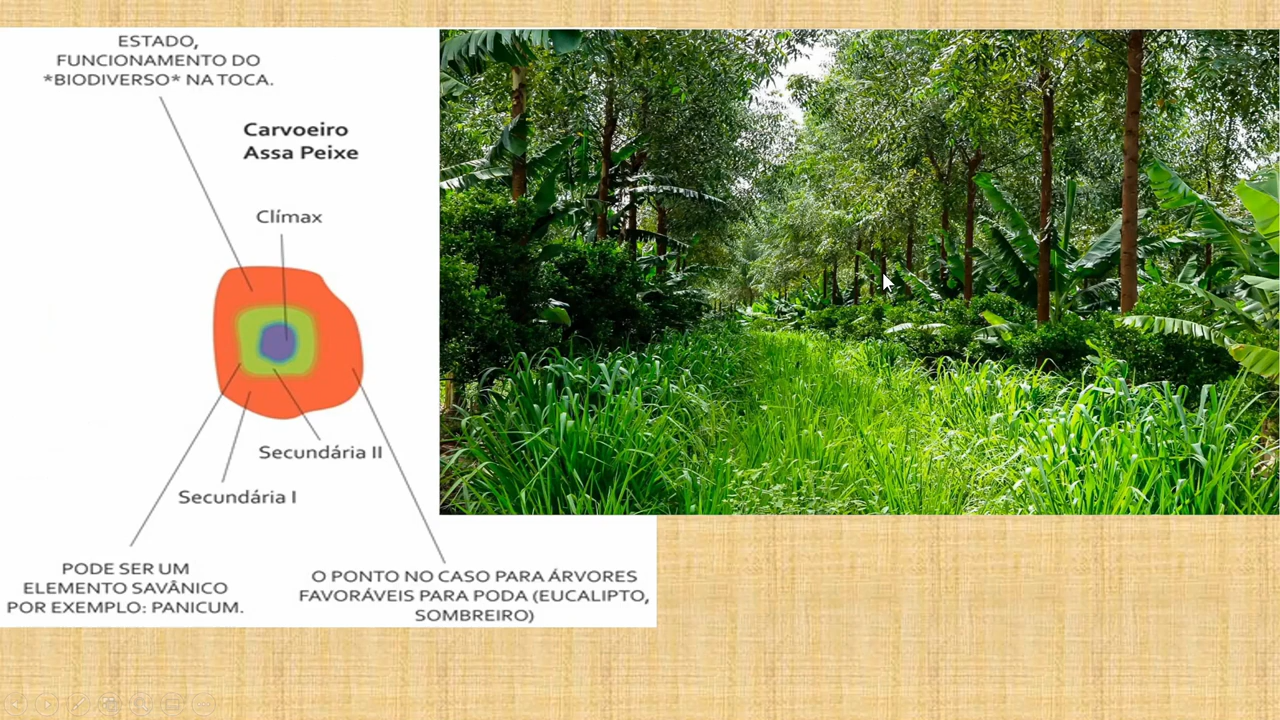 ESTADO,
FUNCIONAMENTO DO
*BIODIVERSO* NA TOCA.
Carvoeiro
Assa Peixe
Clímax
Secundária II
Secundária I
PODE SER UM
ELEMENTO SAVÂNICO
POR EXEMPLO: PANICUM.
O PONTO NO CASO PARA ÁRVORES
FAVORÁVEIS PARA PODA (EUCALIPTO,
SOMBREIRO)